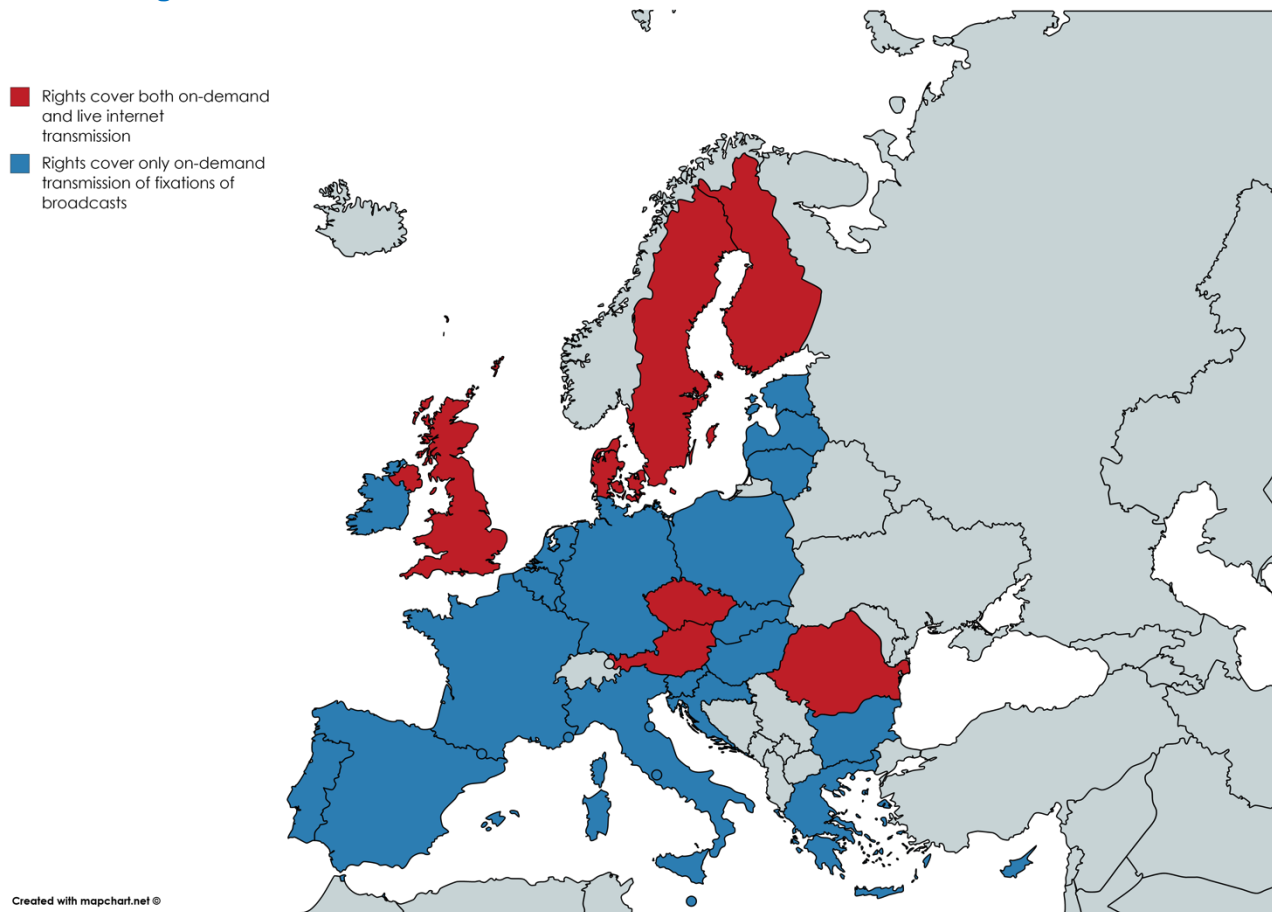 Rights cover both on-demand
and live internet
transmission
Rights cover only on-demand
transmission of fixations of
broadcasts
Created with mapchart.net ©